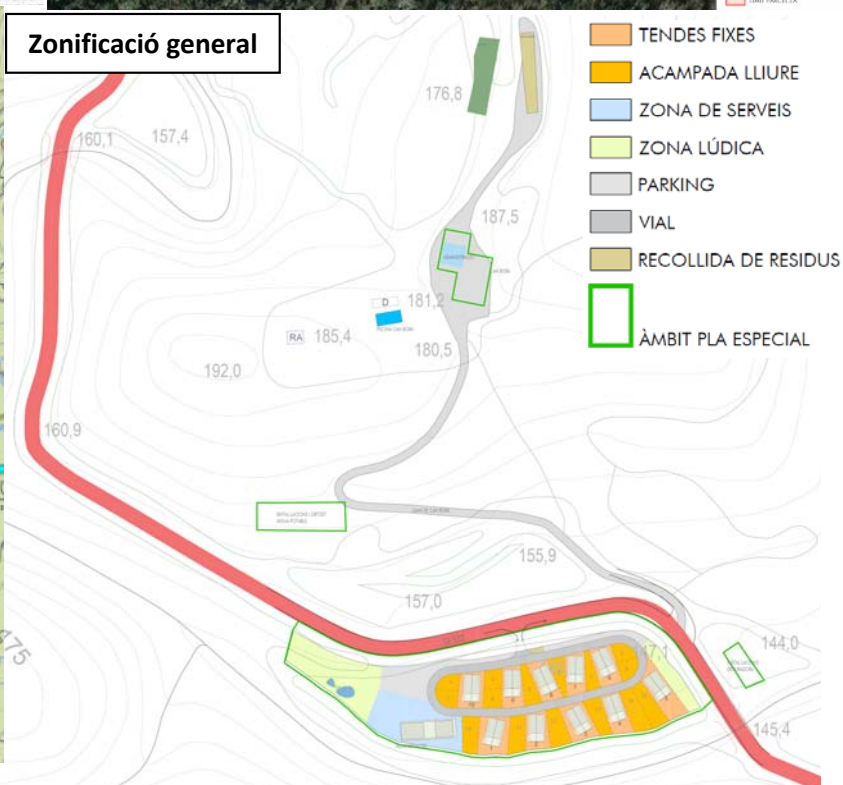 Zonificació general
TENDES FIXES
ACAMPADA LLIURE
ZONA DE SERVEIS
ZONA LÚDICA
PARKING
VIAL
RECOLLIDA DE RESIDUS
ÀMBIT PLA ESPECIAL
176,8
160,1
157,4
187,5
D
181,2
RA
185,4
180,5
192,0
160,9
155,9
157,0
475
147,1
144,0
145,4